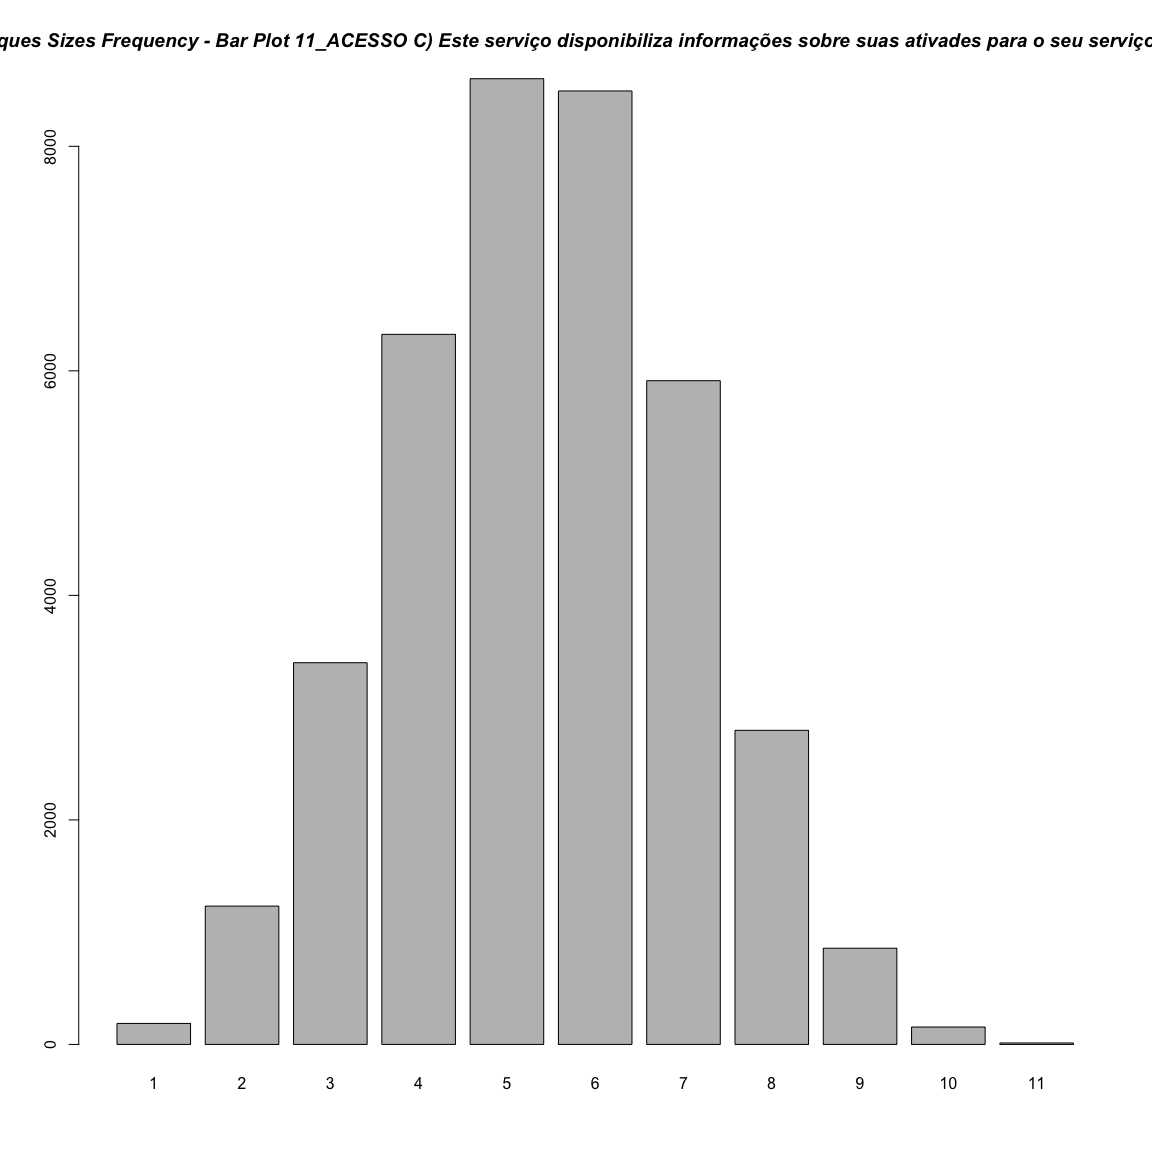 ques Sizes Frequency - Bar Plot 11_ACESSO C) Este serviço disponibiliza informações sobre suas ativades para o seu serviço
8000
6000
4000
2000
0
1 2 3 4 5 6 7 8 9 10 11